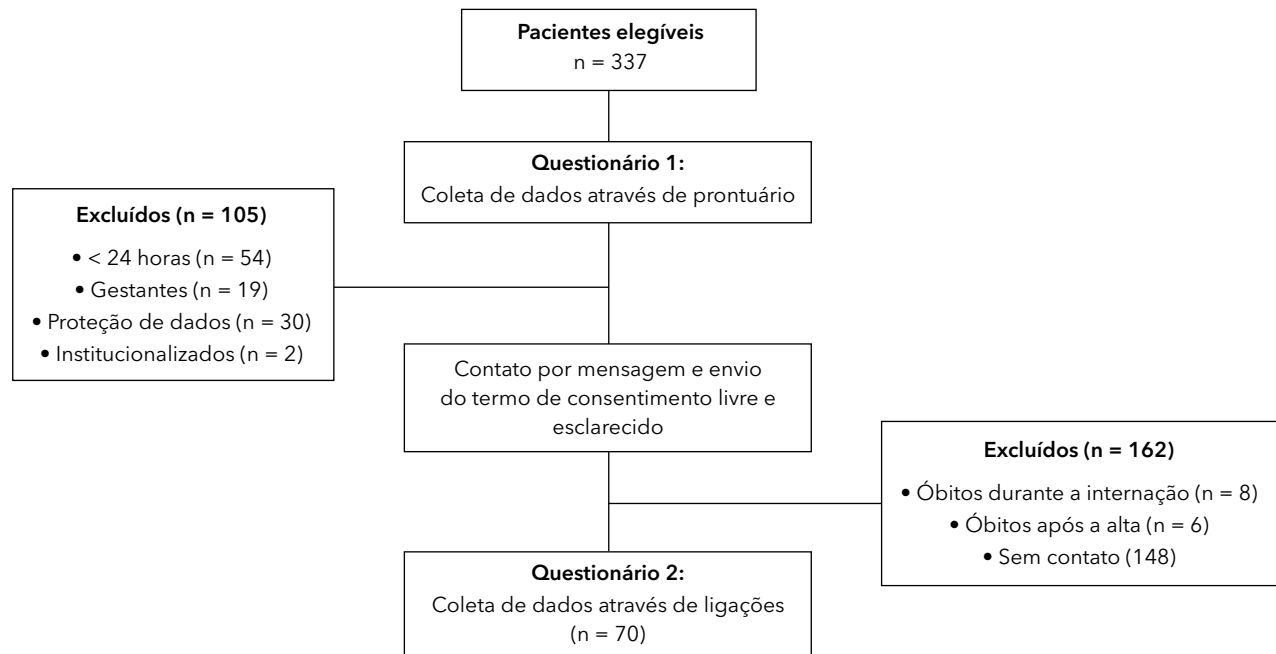 Pacientes elegíveis
n = 337
Questionário 1:
Coleta de dados através de prontuário
Excluídos (n = 105)
• < 24 horas (n = 54)
• Gestantes (n = 19)
• Proteção de dados (n = 30)
• Institucionalizados (n = 2)
Contato por mensagem e envio
do termo de consentimento livre e
esclarecido
Excluídos (n = 162)
• Óbitos durante a internação (n = 8)
• Óbitos após a alta (n = 6)
• Sem contato (148)
Questionário 2:
Coleta de dados através de ligações
(n = 70)